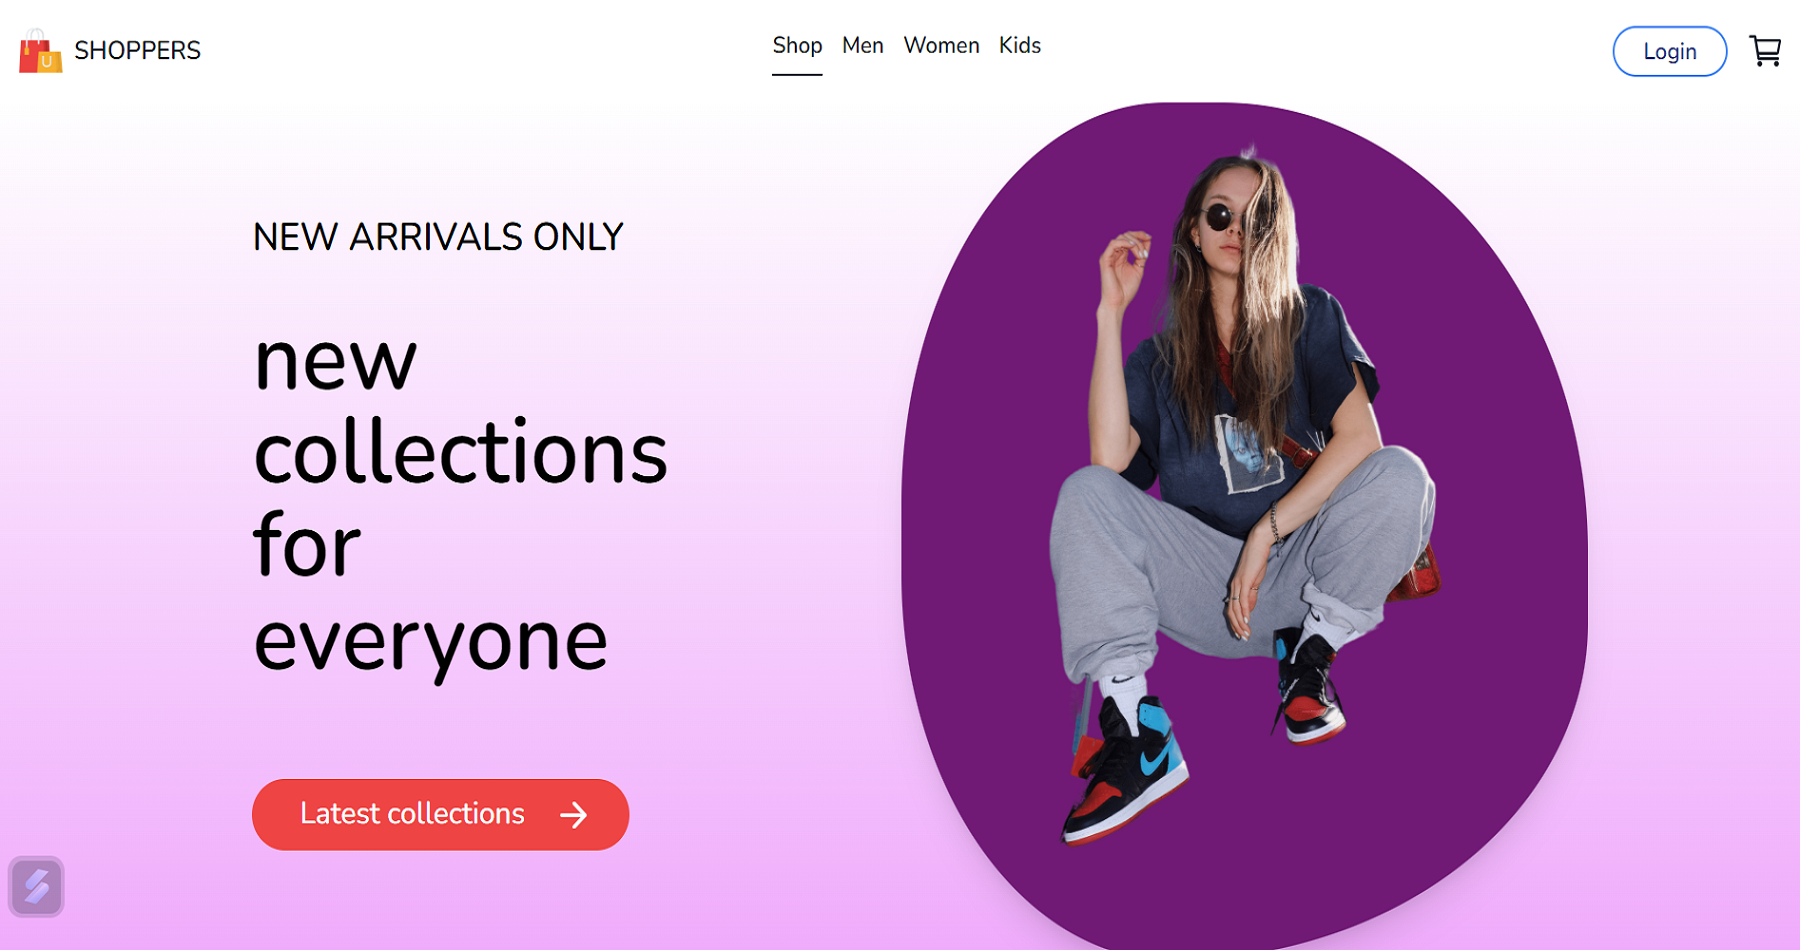 SHOPPERS
Shop Men Women Kids
Login
NEW ARRIVALS ONLY
new
collections
for
everyone
Latest collections
U